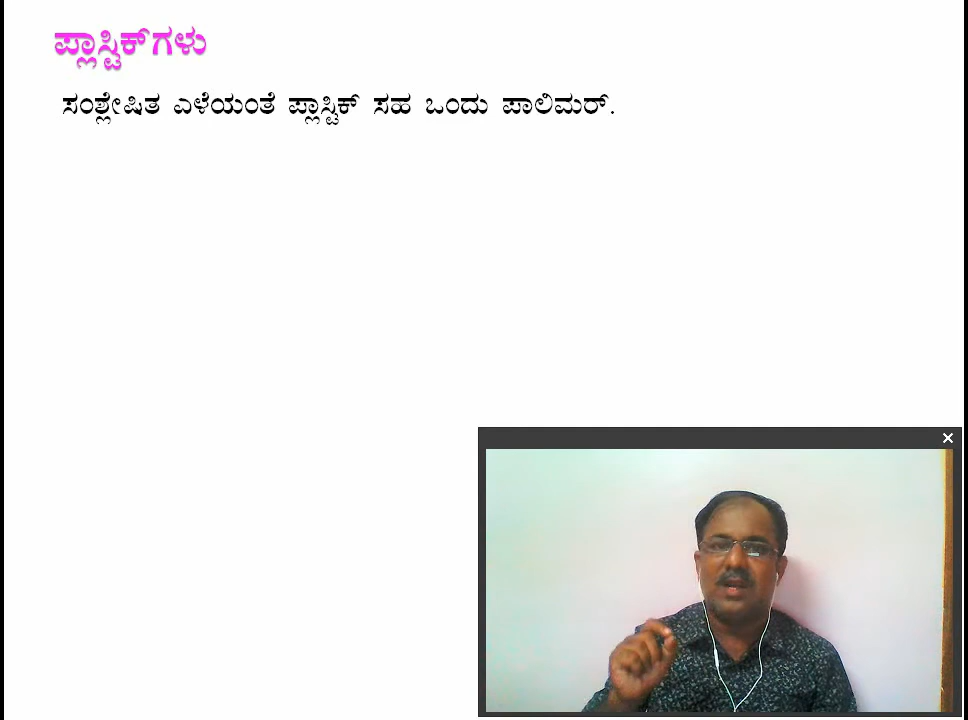 ಪ್ಲಾಸ್ಟಿಕ್‌ಗಳು
ಸಂಶ್ಲೇಷಿತ ಎಳೆಯಂತೆ ಪ್ಲಾಸ್ಟಿಕ್ ಸಹ ಒಂದು ಪಾಲಿಮರ್.